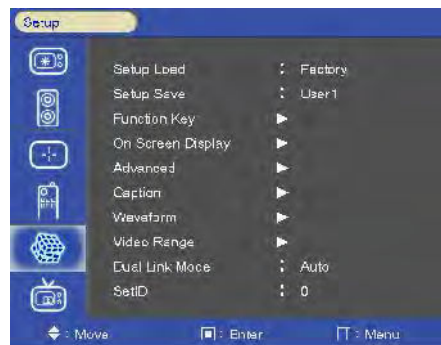 Setup
Setup Load : Factory
Setup Save : User1
Function Key ▶
On Screen Display ▶
Advanced ▶
Caption ▶
Waveform ▶
Video Range ▶
Dual Link Mode : Auto
SetID : 0
: Move : Enter : Menu